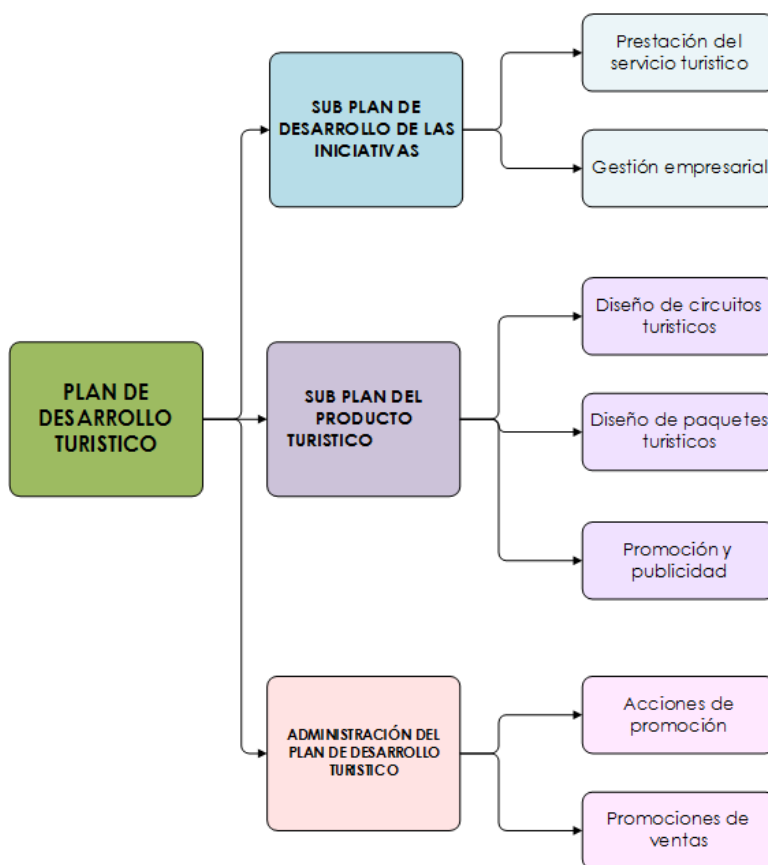 Prestación del
servicio turistico
SUB PLAN DE
DESARROLLO DE LAS
INICIATIVAS
Gestión empresarial
Diseño de circuitos
turisticos
PLAN DE
DESARROLLO
TURISTICO
SUB PLAN DEL
PRODUCTO
TURISTICO
Diseño de paquetes
turisticos
Promoción y
publicidad
ADMINISTRACIÓN DEL
PLAN DE DESARROLLO
TURISTICO
Acciones de
promoción
Promociones de
ventas